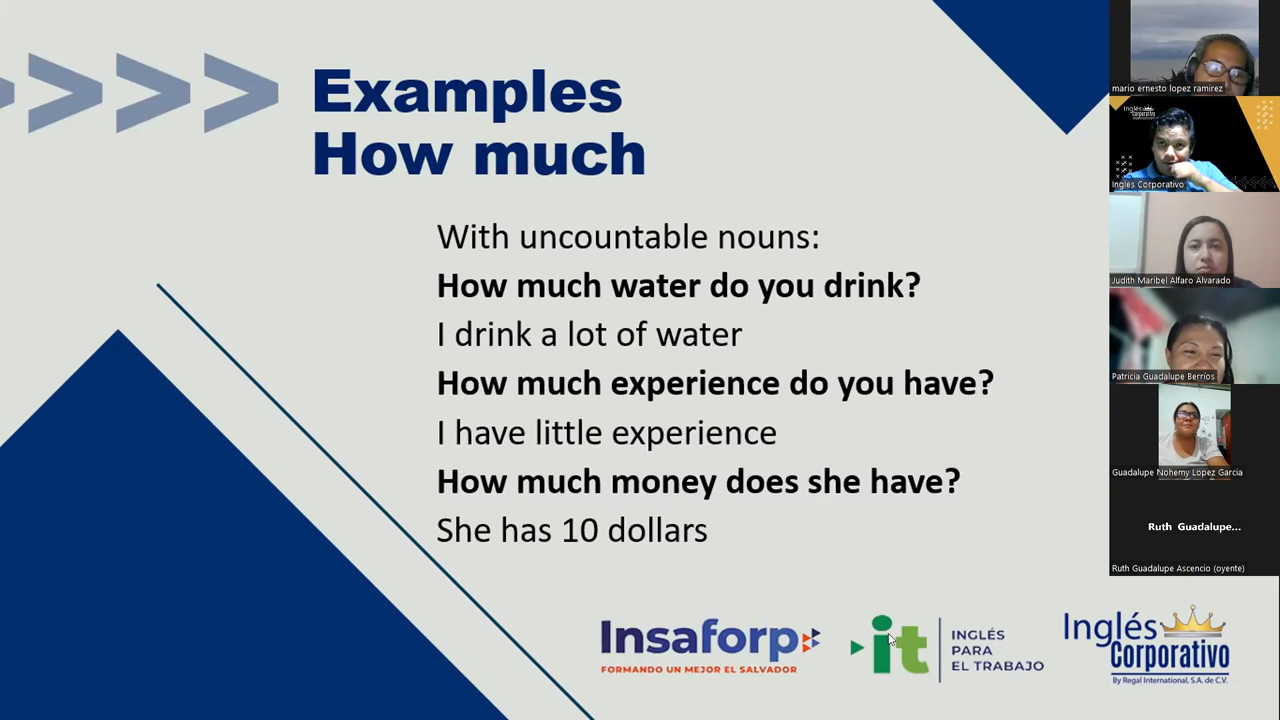 Examples
How much
With uncountable nouns:
How much water do you drink?
I drink a lot of water
How much experience do you have?
I have little experience
How much money does she have?
She has 10 dollars
Insaforp
FORMANDO UN MEJOR EL SALVADOR
it
INGLÉS
PARA
EL TRABAJO
Inglés
Corporativo
By Regal International, S.A. de C.V.
mario ernesto lopez ramirez
Inglés
Corporativo
Ingles Corporativo
Judith Maribel Alfaro Alvarado
Patricia Guadalupe Berríos
Guadalupe Nohemy Lopez Garcia
Ruth Guadalupe...
Ruth Guadalupe Ascencio (oyente)